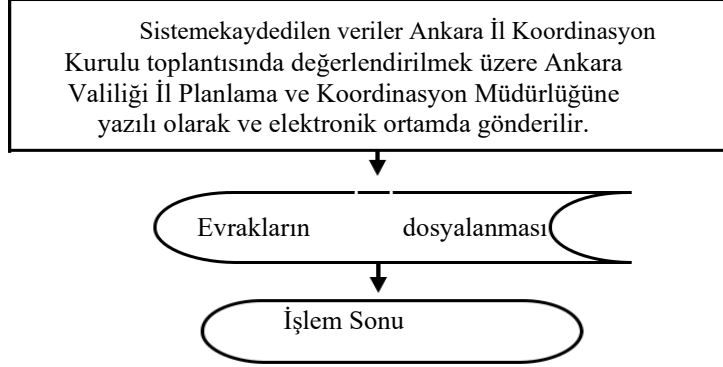 Sistemekaydedilen veriler Ankara İl Koordinasyon
Kurulu toplantısında değerlendirilmek üzere Ankara
Valiliği İl Planlama ve Koordinasyon Müdürlüğüne
yazılı olarak ve elektronik ortamda gönderilir.
Evrakların dosyalanması
İşlem Sonu